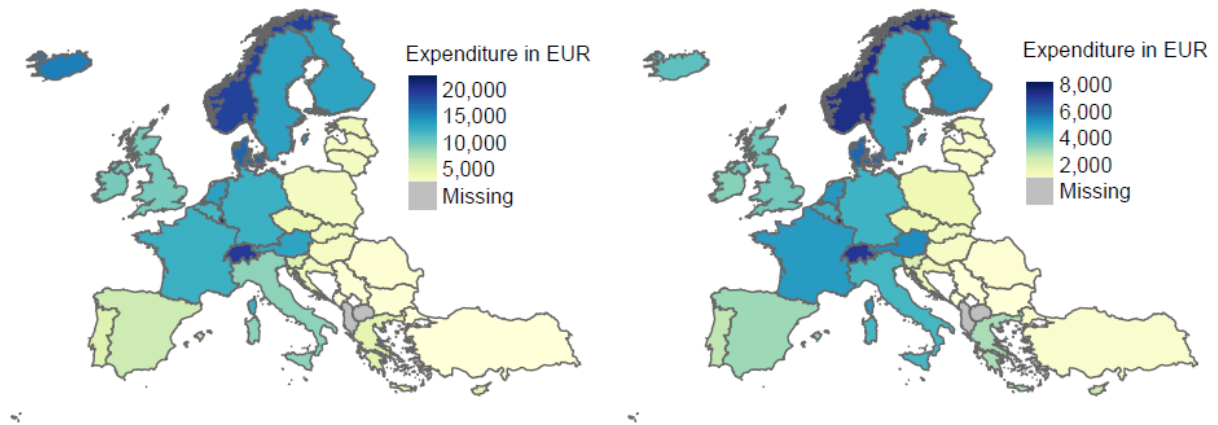 Expenditure in EUR
20,000
15,000
10,000
5,000
Missing
Expenditure in EUR
8,000
6,000
4,000
2,000
Missing